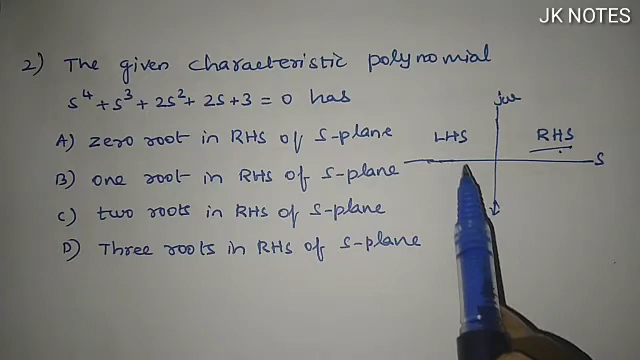 JK NOTES
2) The given characteristic polynomial
s⁴ + s³ + 2s² + 2s + 3 = 0 has
A) zero root in RHS of s-plane
B) one root in RHS of s-plane
C) two roots in RHS of s-plane
D) Three roots in RHS of s-plane
jω
LHS
RHS
s